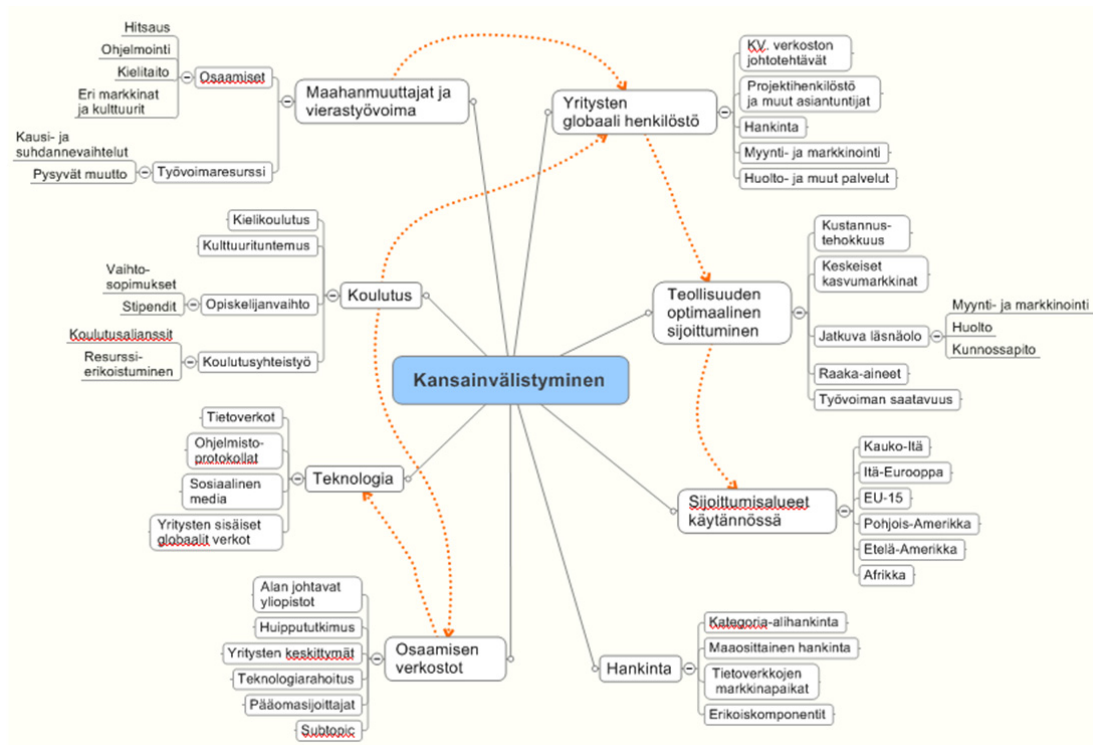 Hitsaus
Ohjelmointi
Kielitaito
Eri markkinat
ja kulttuurit
Osaamiset
Kausi- ja
suhdannevaihtelut
Pysyvät muutto
Työvoimaresurssi
Maahanmuuttajat ja
vierastyövoima
Yritysten
globaali henkilöstö
KV. verkoston
johtotehtävät
Projektihenkilöstö
ja muut asiantuntijat
Hankinta
Myynti- ja markkinointi
Huolto- ja muut palvelut
Kielikoulutus
Kulttuurituntemus
Vaihto-
sopimukset
Stipendit
Opiskelijanvaihto
Koulutusalianssit
Resurssi-
erikoistuminen
Koulutusyhteistyö
Koulutus
Teollisuuden
optimaalinen
sijoittuminen
Kustannus-
tehokkuus
Keskeiset
kasvumarkkinat
Jatkuva läsnäolo
Myynti- ja markkinointi
Huolto
Kunnossapito
Raaka-aineet
Työvoiman saatavuus
Kansainvälistyminen
Tietoverkot
Ohjelmisto-
protokollat
Sosiaalinen
media
Yritysten sisäiset
globaalit verkot
Teknologia
Sijoittumisalueet
käytännössä
Kauko-Itä
Itä-Eurooppa
EU-15
Pohjois-Amerikka
Etelä-Amerikka
Afrikka
Alan johtavat
yliopistot
Huippututkimus
Yritysten keskittymät
Teknologiarahoitus
Pääomasijoittajat
Subtopic
Osaamisen
verkostot
Hankinta
Kategoria-alihankinta
Maaosittainen hankinta
Tietoverkkojen
markkinapaikat
Erikoiskomponentit